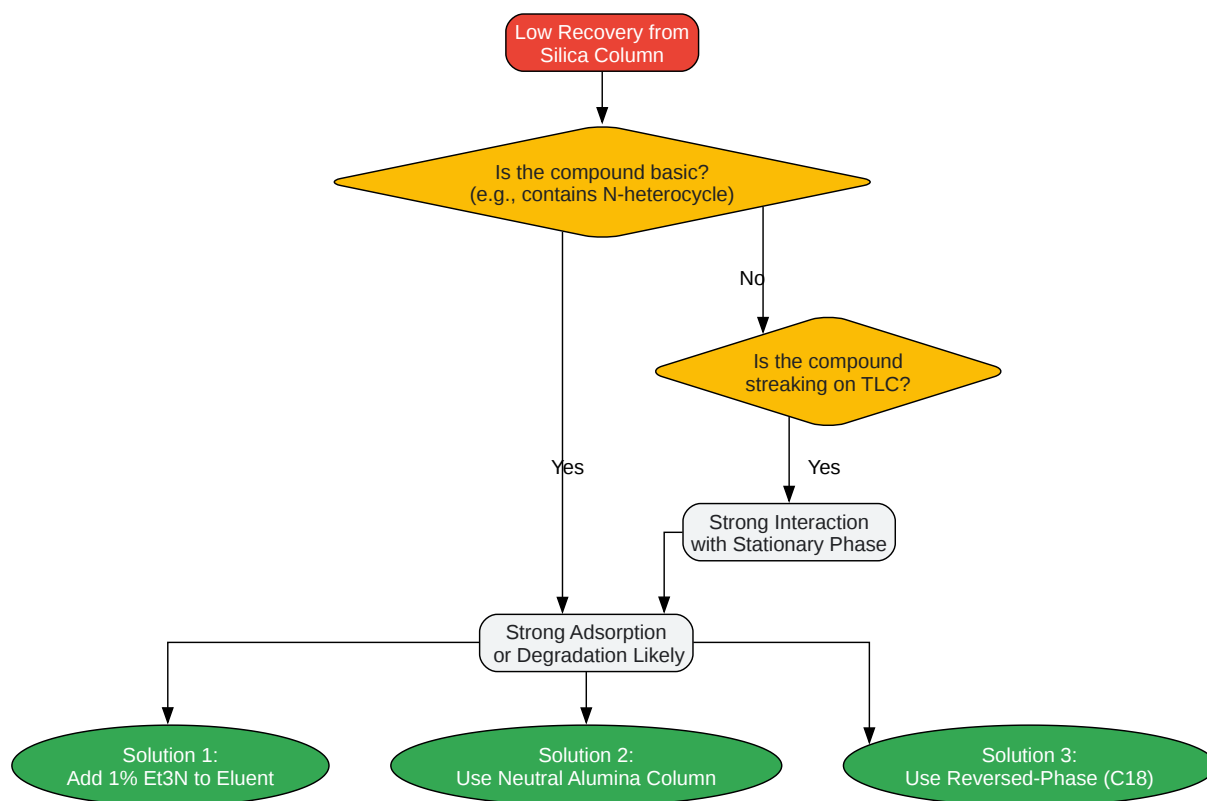 Low Recovery from
Silica Column
Is the compound basic?
(e.g., contains N-heterocycle)
No
Is the compound
streaking on TLC?
Yes
Yes
Strong Interaction
with Stationary Phase
Strong Adsorption
or Degradation Likely
Solution 1:
Add 1% Et3N to Eluent
Solution 2:
Use Neutral Alumina Column
Solution 3:
Use Reversed-Phase (C18)